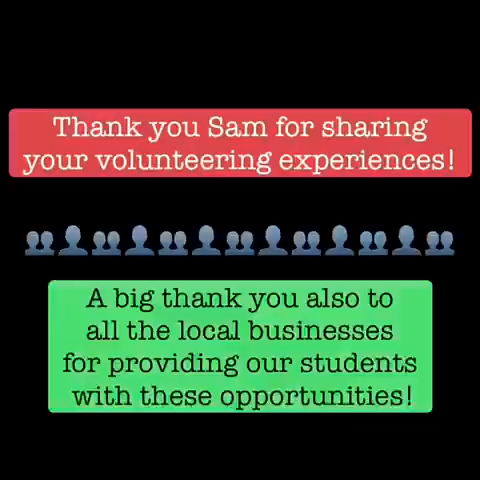 Thank you Sam for sharing
your volunteering experiences!
A big thank you also to
all the local businesses
for providing our students
with these opportunities!